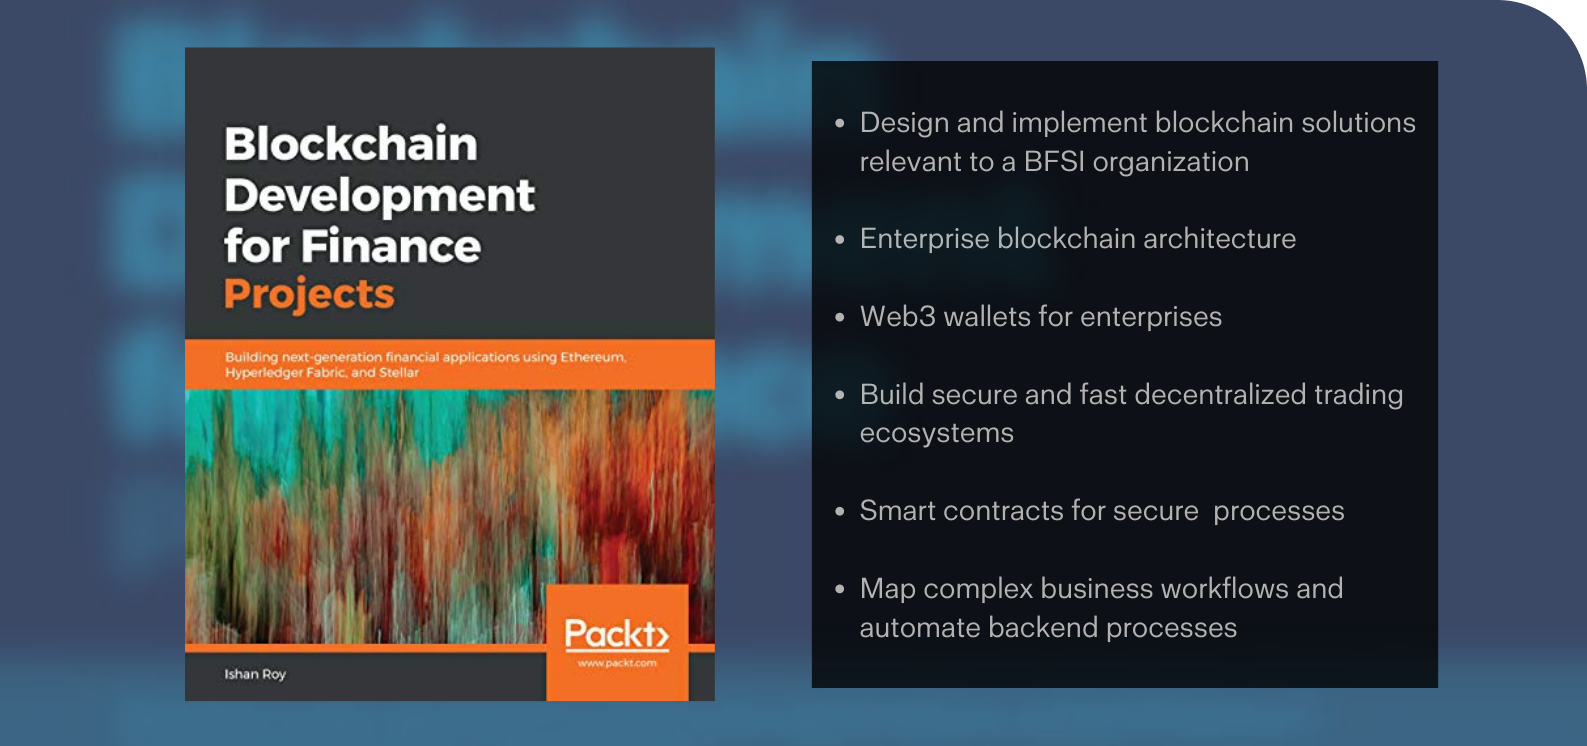 Blockchain
Development
for Finance
Projects
Building next-generation financial applications using Ethereum,
Hyperledger Fabric, and Stellar
Packt>
www.packt.com
Ishan Roy
• Design and implement blockchain solutions
relevant to a BFSI organization
• Enterprise blockchain architecture
• Web3 wallets for enterprises
• Build secure and fast decentralized trading
ecosystems
• Smart contracts for secure  processes
• Map complex business workflows and
automate backend processes